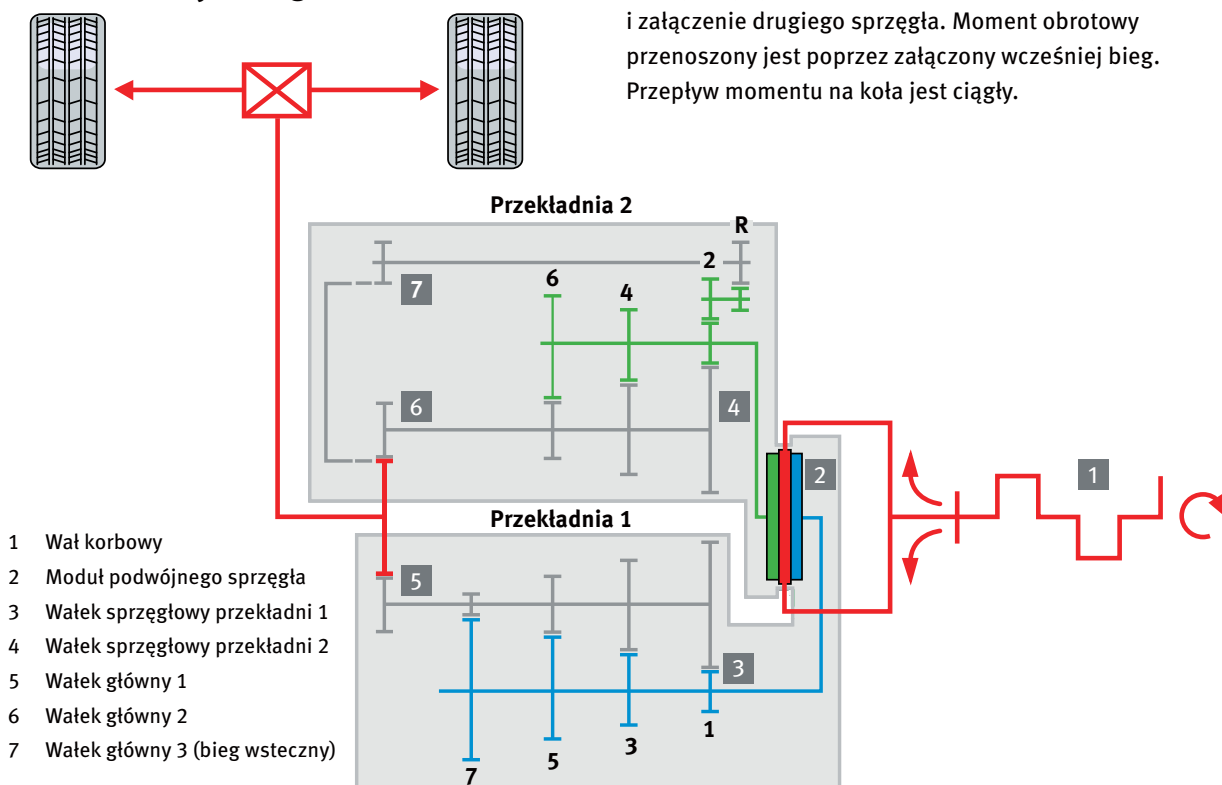 i załączenie drugiego sprzęgła. Moment obrotowy
przenoszony jest poprzez załączony wcześniej bieg.
Przepływ momentu na koła jest ciągły.
Przekładnia 2
R
2
6
4
7
6
4
2
1
Przekładnia 1
5
3
1
3
5
7
1 Wał korbowy
2 Moduł podwójnego sprzęgła
3 Wałek sprzęgłowy przekładni 1
4 Wałek sprzęgłowy przekładni 2
5 Wałek główny 1
6 Wałek główny 2
7 Wałek główny 3 (bieg wsteczny)